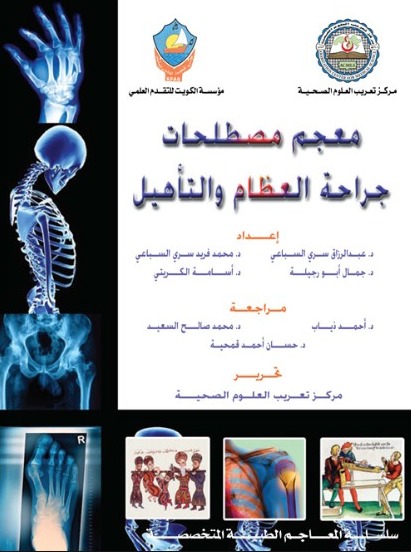 مركز تعريب العلوم الصحية
مؤسسة الكويت للتقدم العلمي
معجم مصطلحات
جراحة العظام والتأهيل
إعداد
د. عبدالرزاق سري السباعي
د. محمد فريد سري السباعي
د. جمال أبو رجيلة
د. أسامة الكريتي
مراجعة
د. أحمد ذياب
د. محمد صالح السعيد
د. حسان أحمد قمحية
تحرير
مركز تعريب العلوم الصحية
R
سلسلة المعاجم الطبية المتخصصة